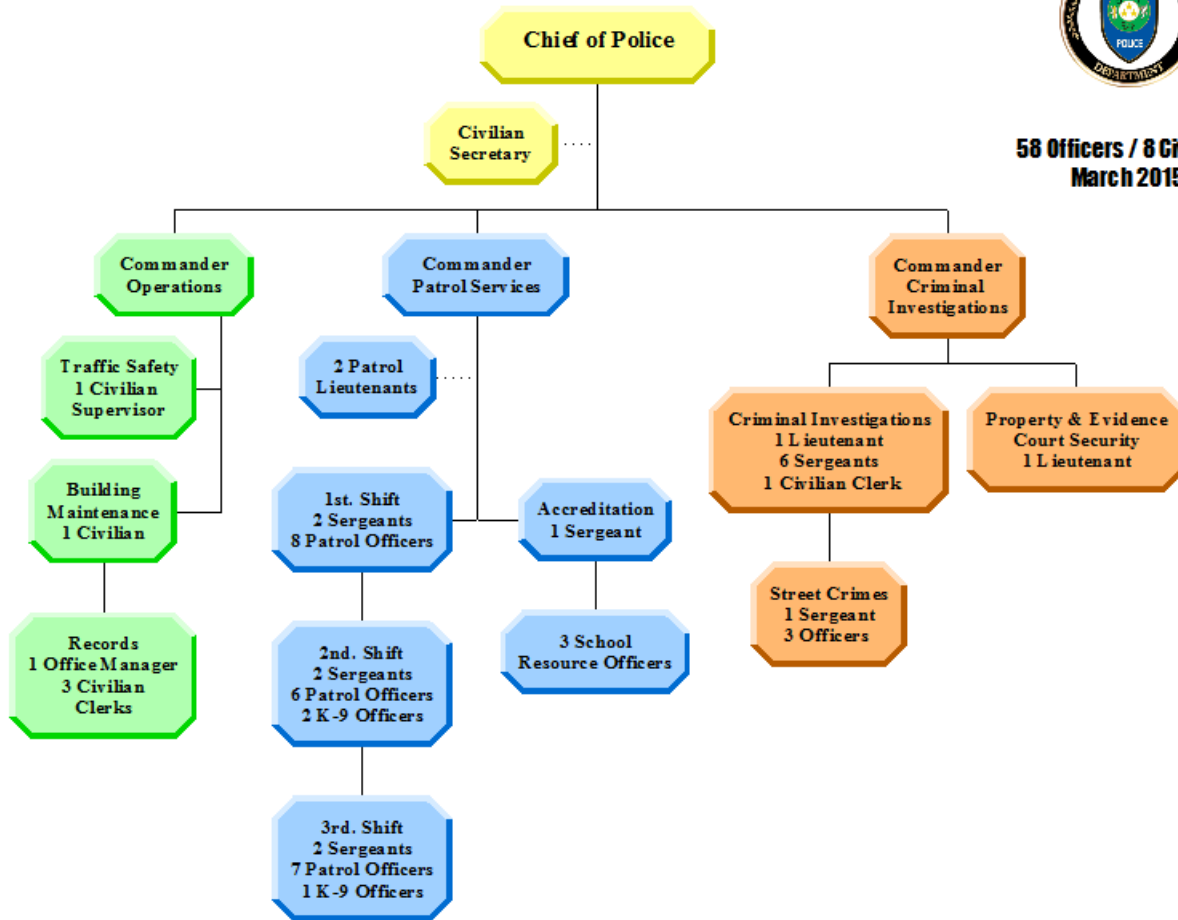 Chief of Police
POLICE
DEPARTMENT
Civilian
Secretary
58 Officers / 8
March 2015
Commander
Operations
Commander
Patrol Services
Commander
Criminal
Investigations
Traffic Safety
1 Civilian
Supervisor
2 Patrol
Lieutenants
Criminal Investigations
1 Lieutenant
6 Sergeants
1 Civilian Clerk
Property & Evidence
Court Security
1 Lieutenant
Building
Maintenance
1 Civilian
1st. Shift
2 Sergeants
8 Patrol Officers
Accreditation
1 Sergeant
Street Crimes
1 Sergeant
3 Officers
Records
1 Office Manager
3 Civilian
Clerks
2nd. Shift
2 Sergeants
6 Patrol Officers
2 K-9 Officers
3 School
Resource Officers
3rd. Shift
2 Sergeants
7 Patrol Officers
1 K-9 Officers